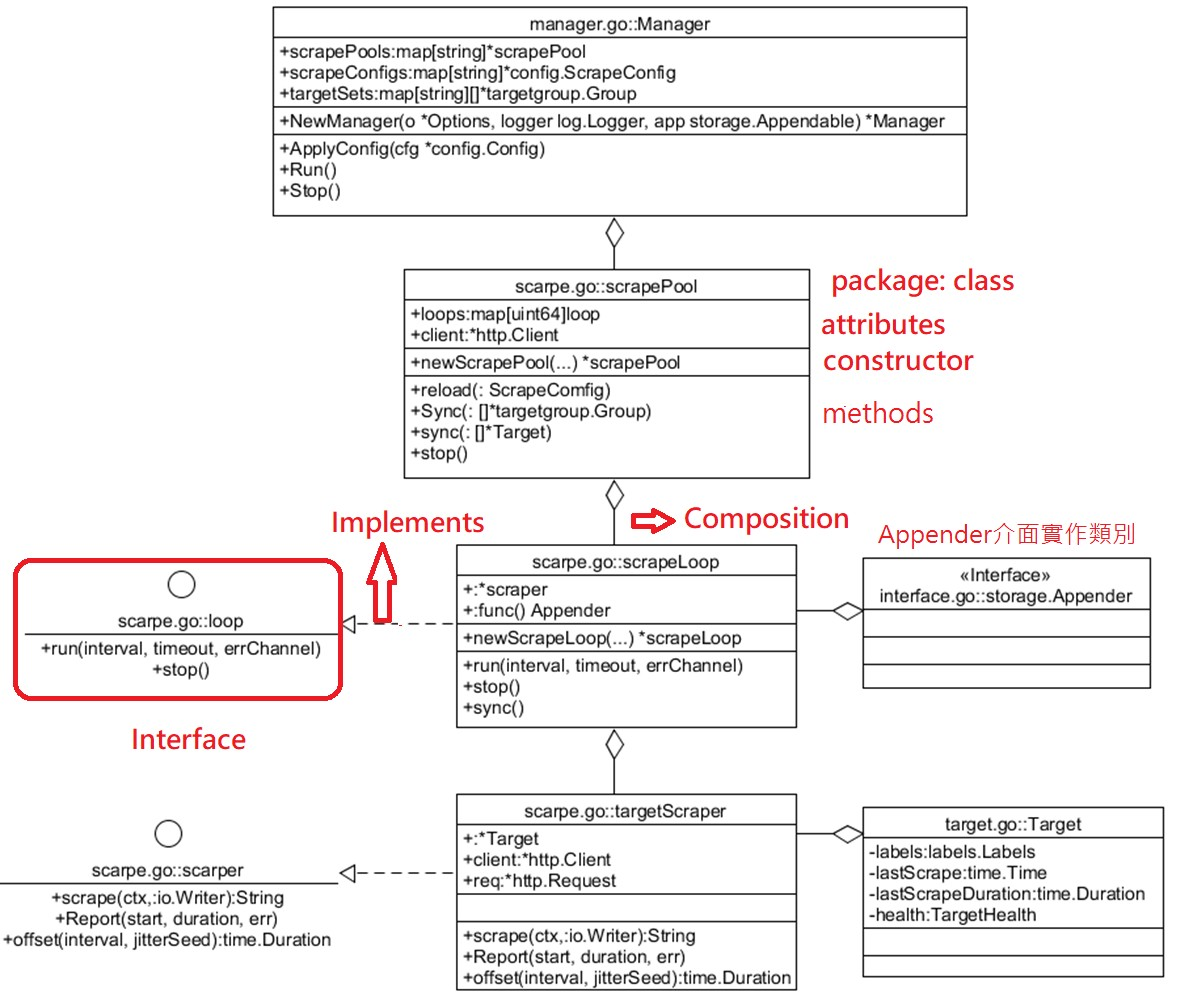 manager.go::Manager
+scrapePools:map[string]*scrapePool
+scrapeConfigs:map[string]*config.ScrapeConfig
+targetSets:map[string][]*targetgroup.Group
+NewManager(o *Options, logger log.Logger, app storage.Appendable) *Manager
+ApplyConfig(cfg *config.Config)
+Run()
+Stop()
scarpe.go::scrapePool
package: class
+loops:map[uint64]loop
+client:*http.Client
attributes
+newScrapePool(...) *scrapePool
constructor
+reload(: ScrapeComfig)
+Sync(: []*targetgroup.Group)
+sync(: []*Target)
+stop()
methods
Implements
Composition
Appender介面實作類別
scarpe.go::loop
+run(interval, timeout, errChannel)
+stop()
Interface
scarpe.go::scrapeLoop
+:*scraper
+:func() Appender
+newScrapeLoop(...) *scrapeLoop
+run(interval, timeout, errChannel)
+stop()
+sync()
«Interface»
interface.go::storage.Appender
scarpe.go::scarper
+scrape(ctx,:io.Writer):String
+Report(start, duration, err)
+offset(interval, jitterSeed):time.Duration
scarpe.go::targetScraper
+:*Target
+client:*http.Client
+req:*http.Request
+scrape(ctx,:io.Writer):String
+Report(start, duration, err)
+offset(interval, jitterSeed):time.Duration
target.go::Target
-labels:labels.Labels
-lastScrape:time.Time
-lastScrapeDuration:time.Duration
-health:TargetHealth